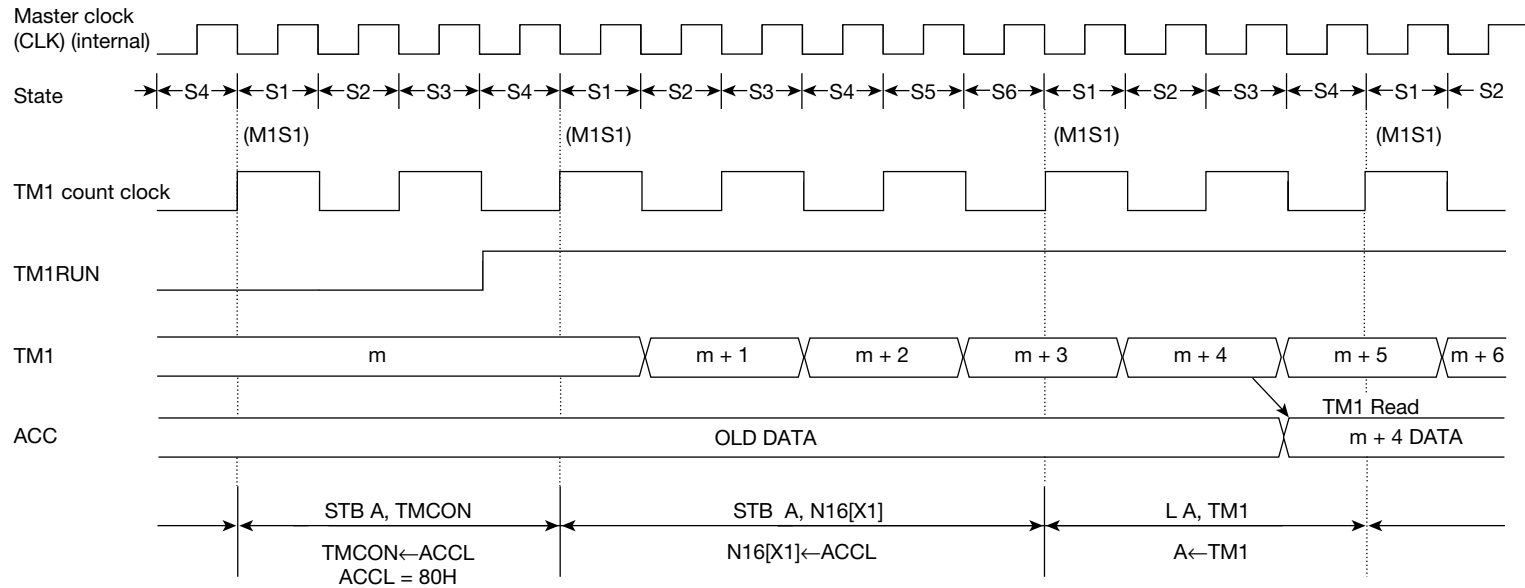 Master clock
(CLK) (internal)
State
S4 S1 S2 S3 S4 S1 S2 S3 S4 S5 S6 S1 S2 S3 S4 S1 S2
(M1S1) (M1S1) (M1S1) (M1S1)
TM1 count clock
TM1RUN
TM1
m m + 1 m + 2 m + 3 m + 4 m + 5 m + 6
TM1 Read
ACC
OLD DATA m + 4 DATA
STB A, TMCON STB A, N16[X1] L A, TM1
TMCON←ACCL N16[X1]←ACCL A←TM1
ACCL = 80H